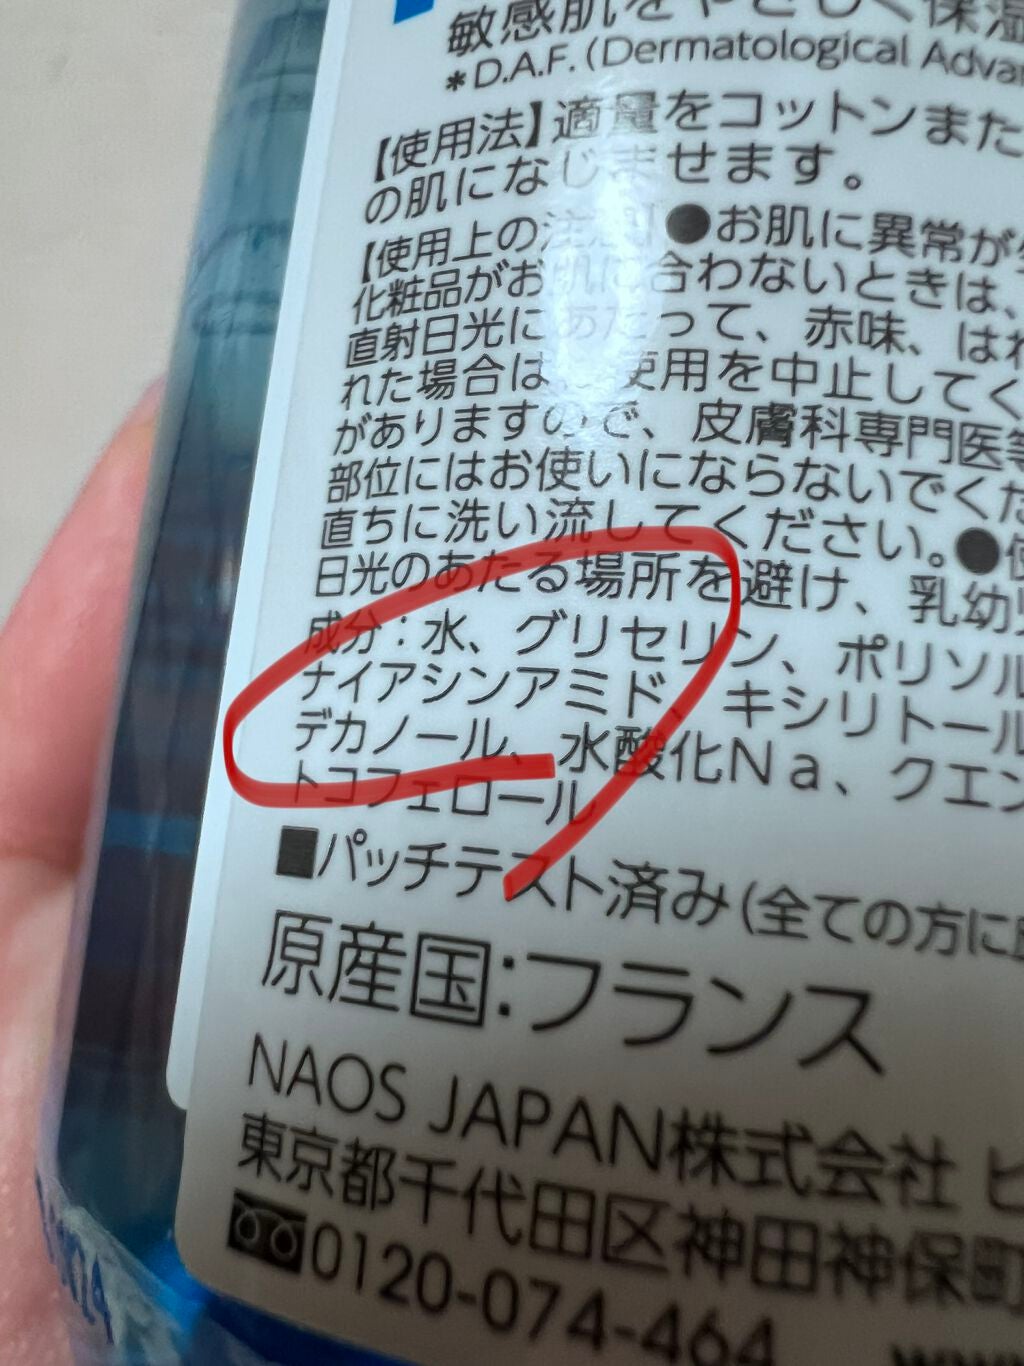 敏感肌をやさしく保湿
*D.A.F.(Dermatological Adva
【使用法】適量をコットンまた
の肌になじませます。
【使用上の注意】●お肌に異常が
化粧品がお肌に合わないときは、
直射日光にあたって、赤味、はれ
れた場合は、使用を中止してく
がありますので、皮膚科専門医等
部位にはお使いにならないでくだ
直ちに洗い流してください。●使
日光のあたる場所を避け、乳幼児
成分:水、グリセリン、ポリソル
ナイアシンアミド、キシリトール
デカノール、水酸化Na、クエン
トコフェロール
■パッチテスト済み(全ての方に
原産国:フランス
NAOS JAPAN株式会社 ビ
東京都千代田区神田神保町
0120-074-464